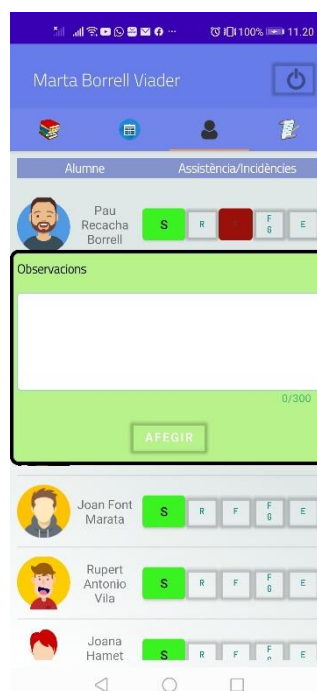 100% 11.20
Marta Borrell Viader
Alumne Assistència/Incidències
Pau
Recacha
Borrell
S R F G E
Observacions
0/300
AFEGIR
Joan Font
Marata
S R F F G E
Rupert
Antonio
Vila
S R F F G E
Joana
Hamet
S R F F E